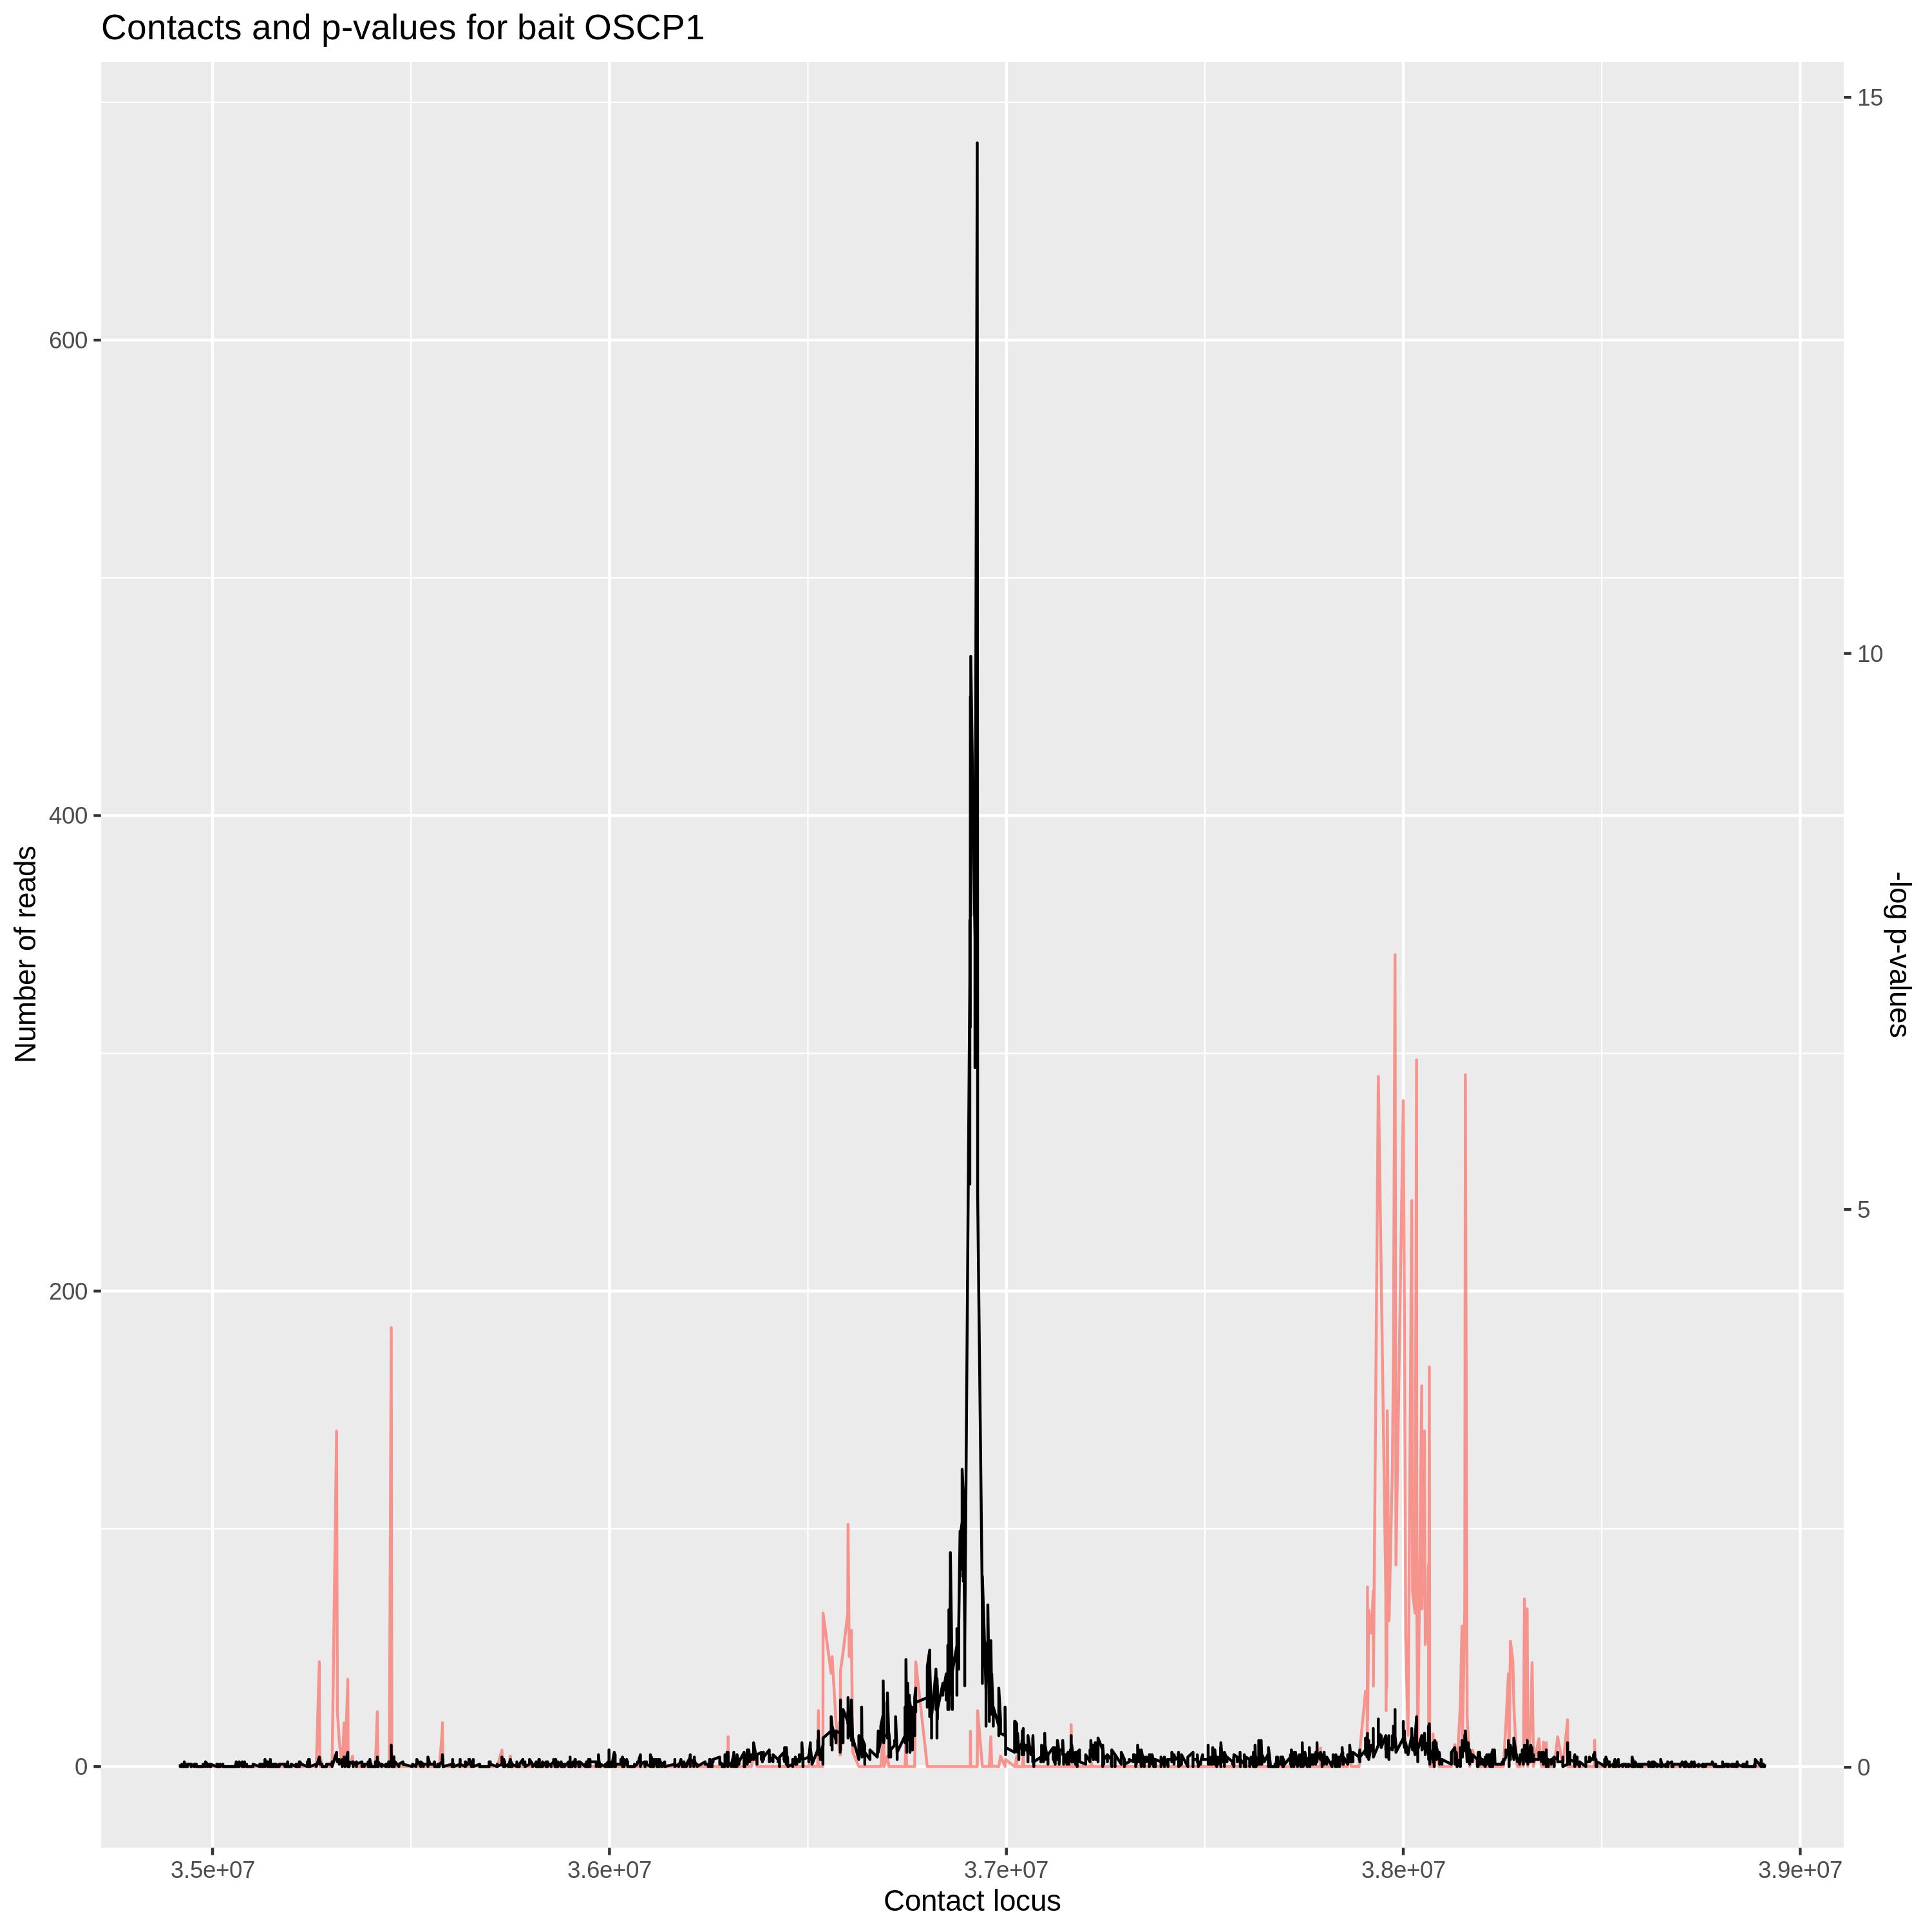 Contacts and p-values for bait OSCP1
15
600
10
400
Number of reads
-log p-values
5
200
0
0
3.5e+07
3.6e+07
3.7e+07
3.8e+07
3.9e+07
Contact locus